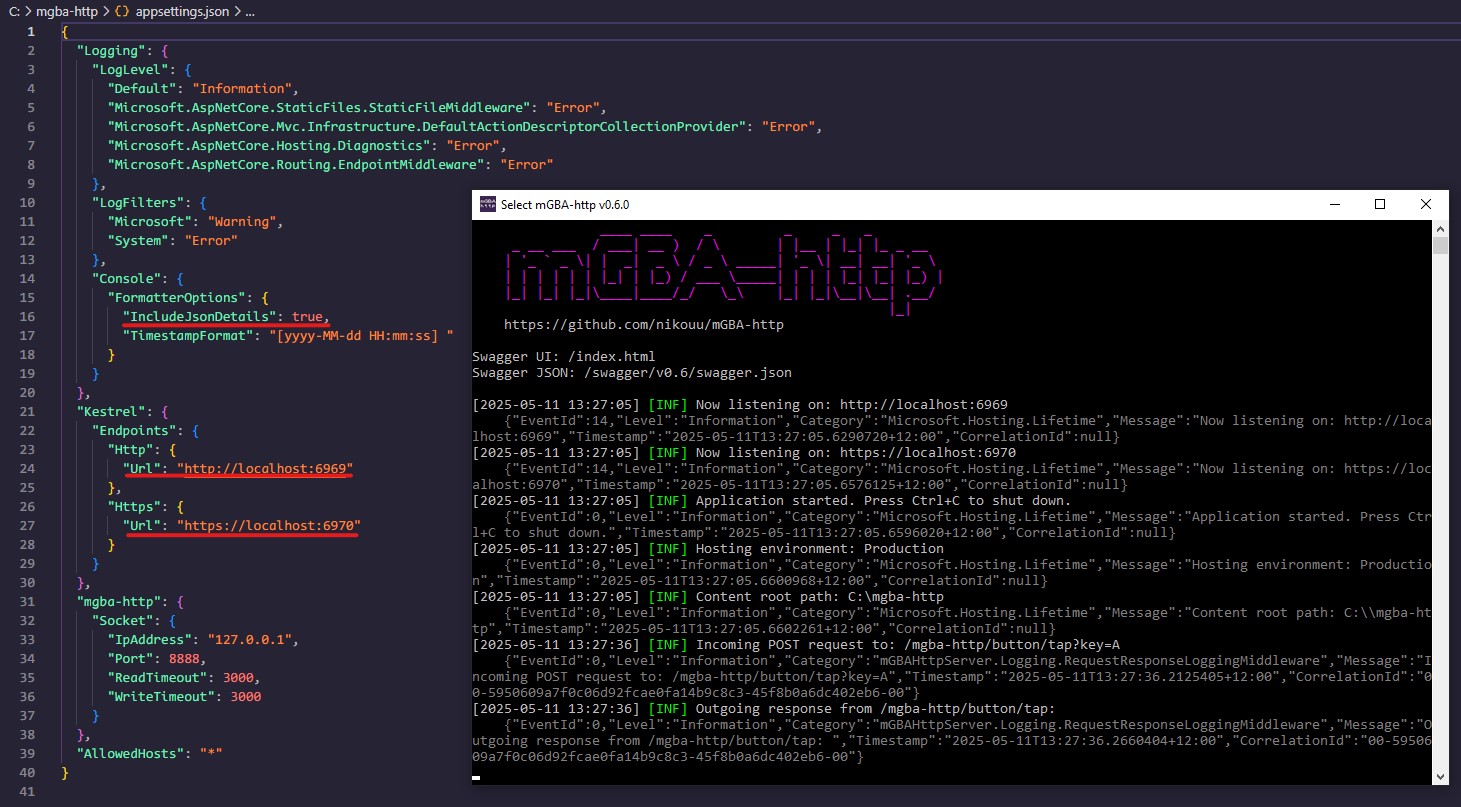 C: > mgba-http > {} appsettings.json > ...
1 {
2 "Logging": {
3 "LogLevel": {
4 "Default": "Information",
5 "Microsoft.AspNetCore.StaticFiles.StaticFileMiddleware": "Error",
6 "Microsoft.AspNetCore.Mvc.Infrastructure.DefaultActionDescriptorCollectionProvider": "Error",
7 "Microsoft.AspNetCore.Hosting.Diagnostics": "Error",
8 "Microsoft.AspNetCore.Routing.EndpointMiddleware": "Error"
9 },
10 "LogFilters": {
11 "Microsoft": "Warning",
12 "System": "Error"
13 },
14 "Console": {
15 "FormatterOptions": {
16 "IncludeJsonDetails": true,
17 "TimestampFormat": "[yyyy-MM-dd HH:mm:ss] "
18 }
19 }
20 },
21 "Kestrel": {
22 "Endpoints": {
23 "Http": {
24 "Url": "http://localhost:6969"
25 },
26 "Https": {
27 "Url": "https://localhost:6970"
28 }
29 }
30 },
31 "mgba-http": {
32 "Socket": {
33 "IpAddress": "127.0.0.1",
34 "Port": 8888,
35 "ReadTimeout": 3000,
36 "WriteTimeout": 3000
37 }
38 },
39 "AllowedHosts": "*"
40 }
41
Select mGBA-http v0.6.0
mGBA-http
https://github.com/nikouu/mGBA-http
Swagger UI: /index.html
Swagger JSON: /swagger/v0.6/swagger.json
[2025-05-11 13:27:05] [INF] Now listening on: http://localhost:6969
{"EventId":14,"Level":"Information","Category":"Microsoft.Hosting.Lifetime","Message":"Now listening on: http://loca
lhost:6969","Timestamp":"2025-05-11T13:27:05.6290720+12:00","CorrelationId":null}
[2025-05-11 13:27:05] [INF] Now listening on: https://localhost:6970
{"EventId":14,"Level":"Information","Category":"Microsoft.Hosting.Lifetime","Message":"Now listening on: https://loc
alhost:6970","Timestamp":"2025-05-11T13:27:05.6576125+12:00","CorrelationId":null}
[2025-05-11 13:27:05] [INF] Application started. Press Ctrl+C to shut down.
{"EventId":0,"Level":"Information","Category":"Microsoft.Hosting.Lifetime","Message":"Application started. Press Ctr
l+C to shut down.","Timestamp":"2025-05-11T13:27:05.6596020+12:00","CorrelationId":null}
[2025-05-11 13:27:05] [INF] Hosting environment: Production
{"EventId":0,"Level":"Information","Category":"Microsoft.Hosting.Lifetime","Message":"Hosting environment: Productio
n","Timestamp":"2025-05-11T13:27:05.6600968+12:00","CorrelationId":null}
[2025-05-11 13:27:05] [INF] Content root path: C:\mgba-http
{"EventId":0,"Level":"Information","Category":"Microsoft.Hosting.Lifetime","Message":"Content root path: C:\\mgba-ht
tp","Timestamp":"2025-05-11T13:27:05.6602261+12:00","CorrelationId":null}
[2025-05-11 13:27:36] [INF] Incoming POST request to: /mgba-http/button/tap?key=A
{"EventId":0,"Level":"Information","Category":"mGBAHttpServer.Logging.RequestResponseLoggingMiddleware","Message":"I
ncoming POST request to: /mgba-http/button/tap?key=A","Timestamp":"2025-05-11T13:27:36.2125405+12:00","CorrelationId":"0
0-5950609a7f0c06d92fcae0fa14b9c8c3-45f8b0a6dc402eb6-00"}
[2025-05-11 13:27:36] [INF] Outgoing response from /mgba-http/button/tap:
{"EventId":0,"Level":"Information","Category":"mGBAHttpServer.Logging.RequestResponseLoggingMiddleware","Message":"O
utgoing response from /mgba-http/button/tap: ","Timestamp":"2025-05-11T13:27:36.2660404+12:00","CorrelationId":"00-59506
09a7f0c06d92fcae0fa14b9c8c3-45f8b0a6dc402eb6-00"}